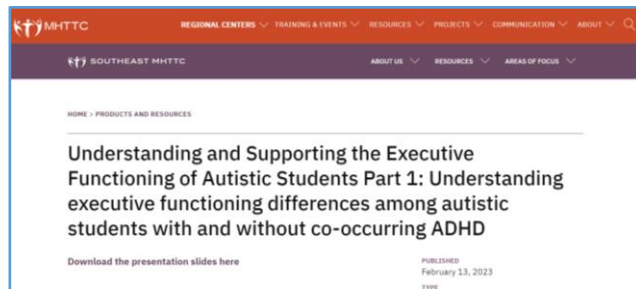 MHTTC REGIONAL CENTERS TRAINING & EVENTS RESOURCES PROJECTS COMMUNICATION ABOUT
SOUTHEAST MHTTC ABOUT US RESOURCES AREAS OF FOCUS
HOME > PRODUCTS AND RESOURCES
Understanding and Supporting the Executive
Functioning of Autistic Students Part 1: Understanding
executive functioning differences among autistic
students with and without co-occurring ADHD
Download the presentation slides here
PUBLISHED
February 13, 2023
TYPE